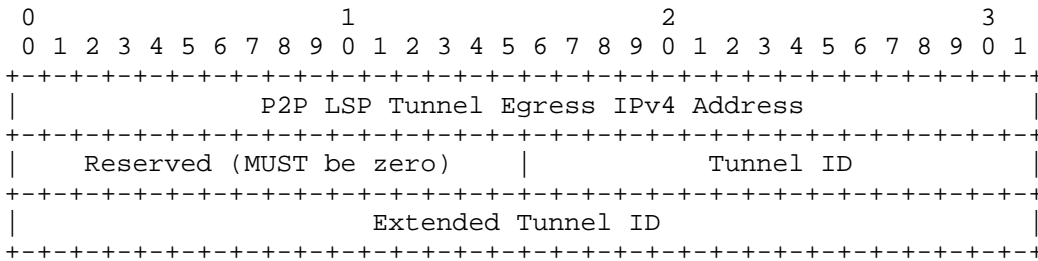 0                   1                   2                   3
 0 1 2 3 4 5 6 7 8 9 0 1 2 3 4 5 6 7 8 9 0 1 2 3 4 5 6 7 8 9 0 1
+-+-+-+-+-+-+-+-+-+-+-+-+-+-+-+-+-+-+-+-+-+-+-+-+-+-+-+-+-+-+-+-+
|               P2P LSP Tunnel Egress IPv4 Address              |
+-+-+-+-+-+-+-+-+-+-+-+-+-+-+-+-+-+-+-+-+-+-+-+-+-+-+-+-+-+-+-+-+
|    Reserved (MUST be zero)    |           Tunnel ID           |
+-+-+-+-+-+-+-+-+-+-+-+-+-+-+-+-+-+-+-+-+-+-+-+-+-+-+-+-+-+-+-+-+
|                      Extended Tunnel ID                       |
+-+-+-+-+-+-+-+-+-+-+-+-+-+-+-+-+-+-+-+-+-+-+-+-+-+-+-+-+-+-+-+-+